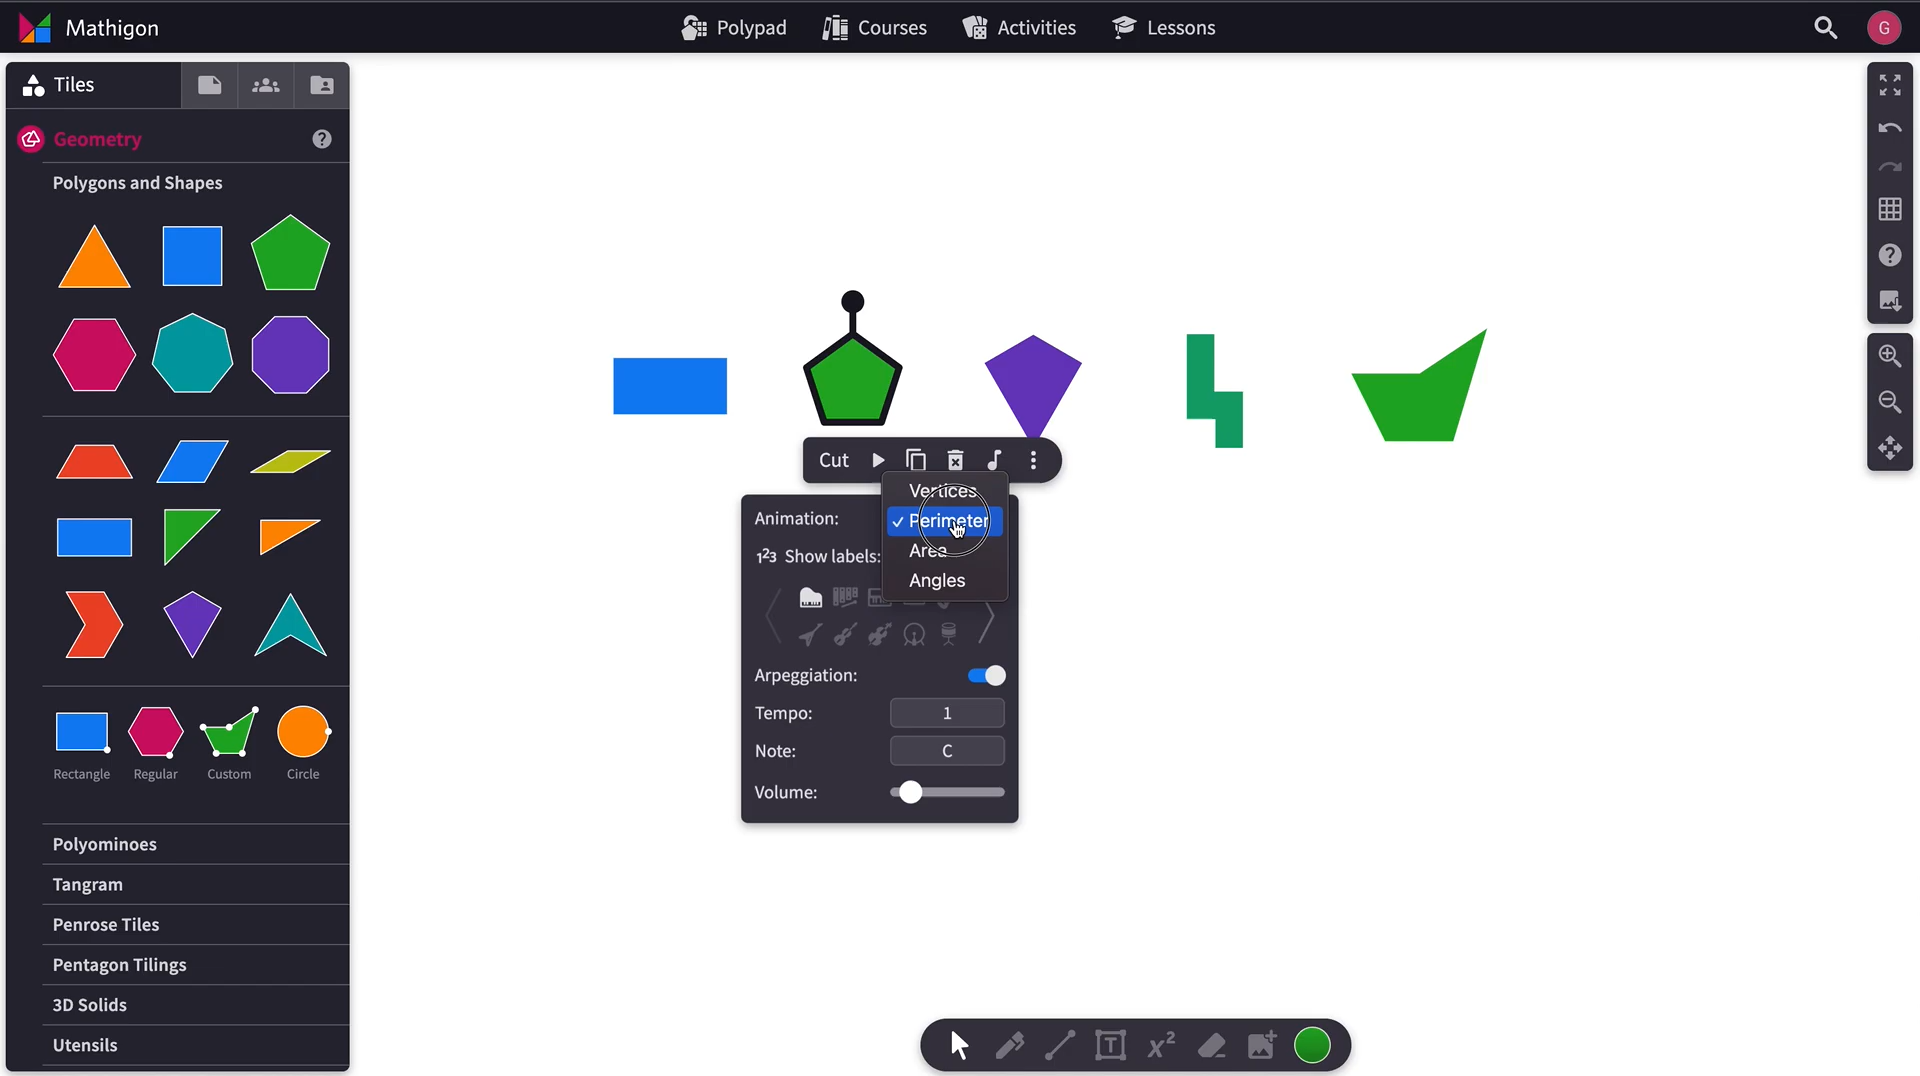 Mathigon
Polypad
Courses
Activities
Lessons
G
Tiles
Geometry
?
Polygons and Shapes
Rectangle
Regular
Custom
Circle
Polyominoes
Tangram
Penrose Tiles
Pentagon Tilings
3D Solids
Utensils
Cut
Vertices
✓ Perimeter
Area
Angles
Animation:
1²3 Show labels:
Arpeggiation:
Tempo: 1
Note: C
Volume:
?
T
x²